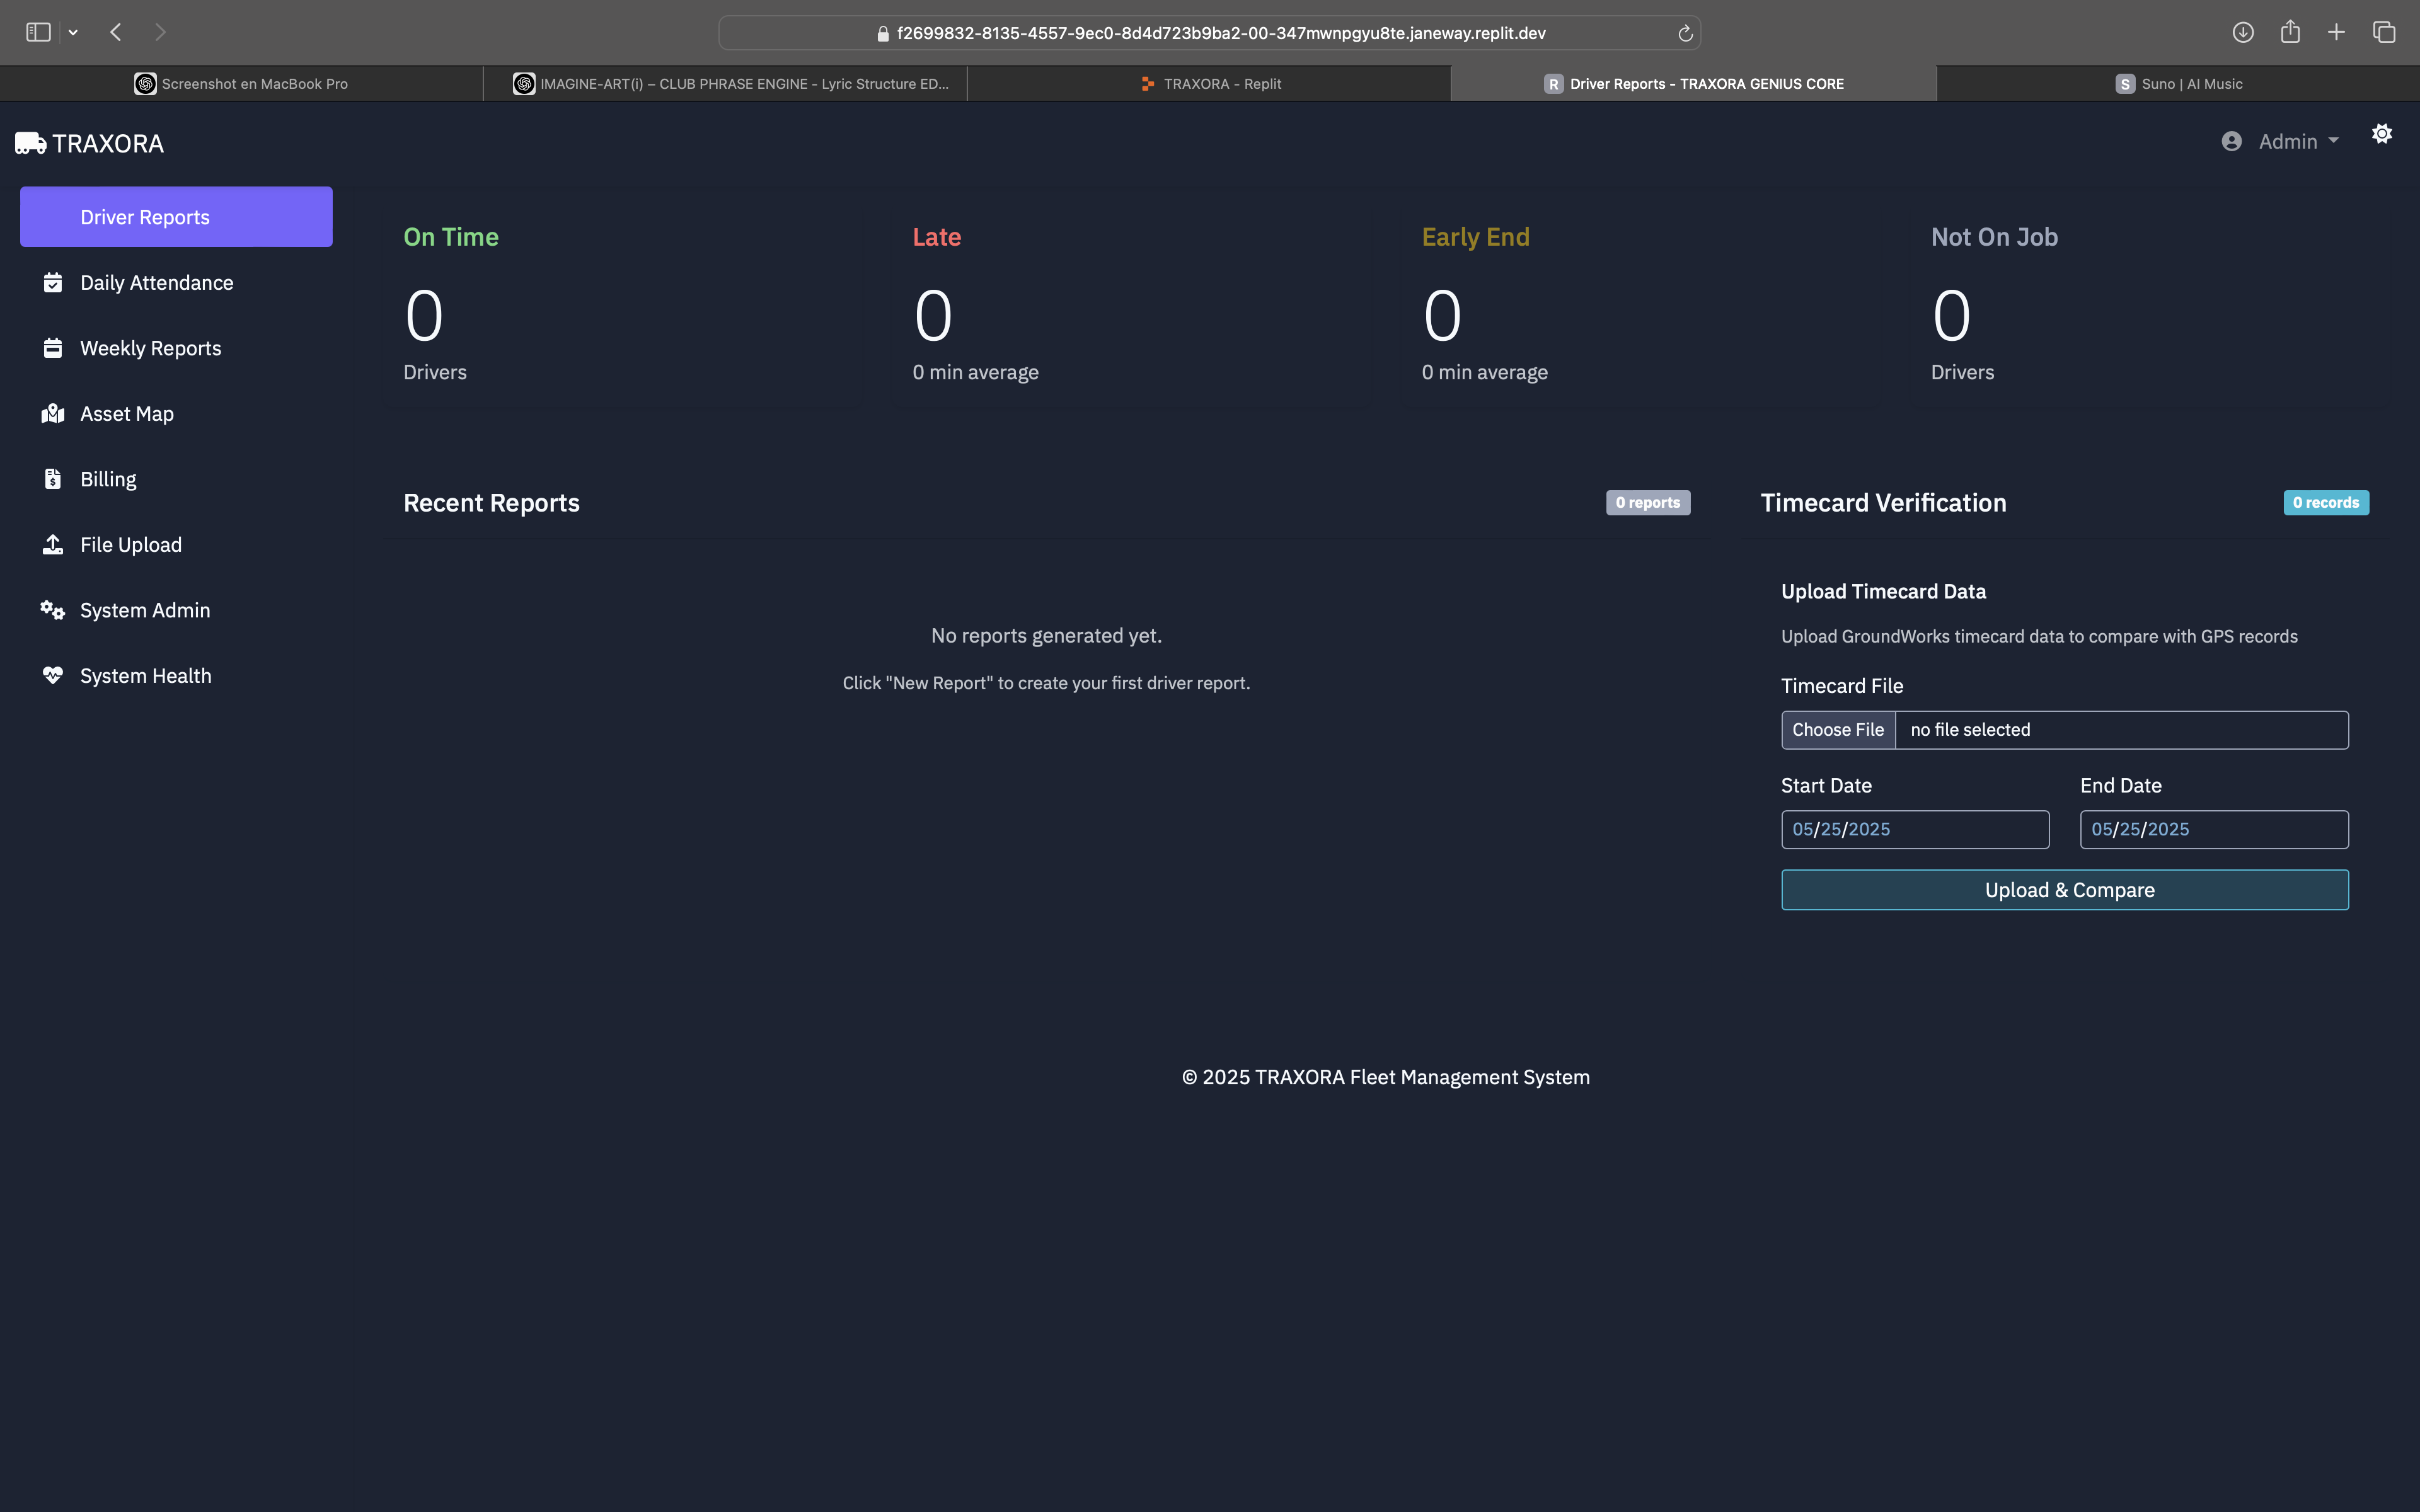 f2699832-8135-4557-9ec0-8d4d723b9ba2-00-347mwnpgyu8te.janeway.replit.dev
Screenshot en MacBook Pro
IMAGINE-ART(i) – CLUB PHRASE ENGINE - Lyric Structure ED...
TRAXORA - Replit
R Driver Reports - TRAXORA GENIUS CORE
S Suno | AI Music
TRAXORA
Admin
Driver Reports
Daily Attendance
Weekly Reports
Asset Map
Billing
File Upload
System Admin
System Health
On Time
0
Drivers
Late
0
0 min average
Early End
0
0 min average
Not On Job
0
Drivers
Recent Reports
0 reports
No reports generated yet.
Click "New Report" to create your first driver report.
Timecard Verification
0 records
Upload Timecard Data
Upload GroundWorks timecard data to compare with GPS records
Timecard File
Choose File no file selected
Start Date
05/25/2025
End Date
05/25/2025
Upload & Compare
© 2025 TRAXORA Fleet Management System